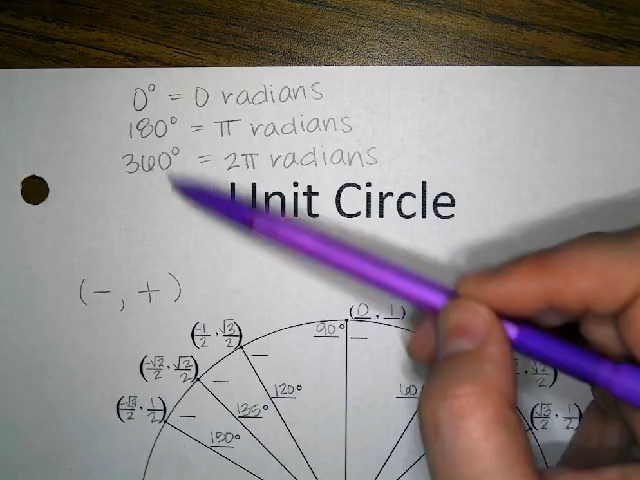 0° = 0 radians
180° = π radians
360° = 2π radians
Unit Circle
(-, +)
(0, 1)
90°
(-1/2, √3/2)
(-√2/2, √2/2)
120°
60
135°
(-√3/2, 1/2)
(√3/2, 1/2)
150°